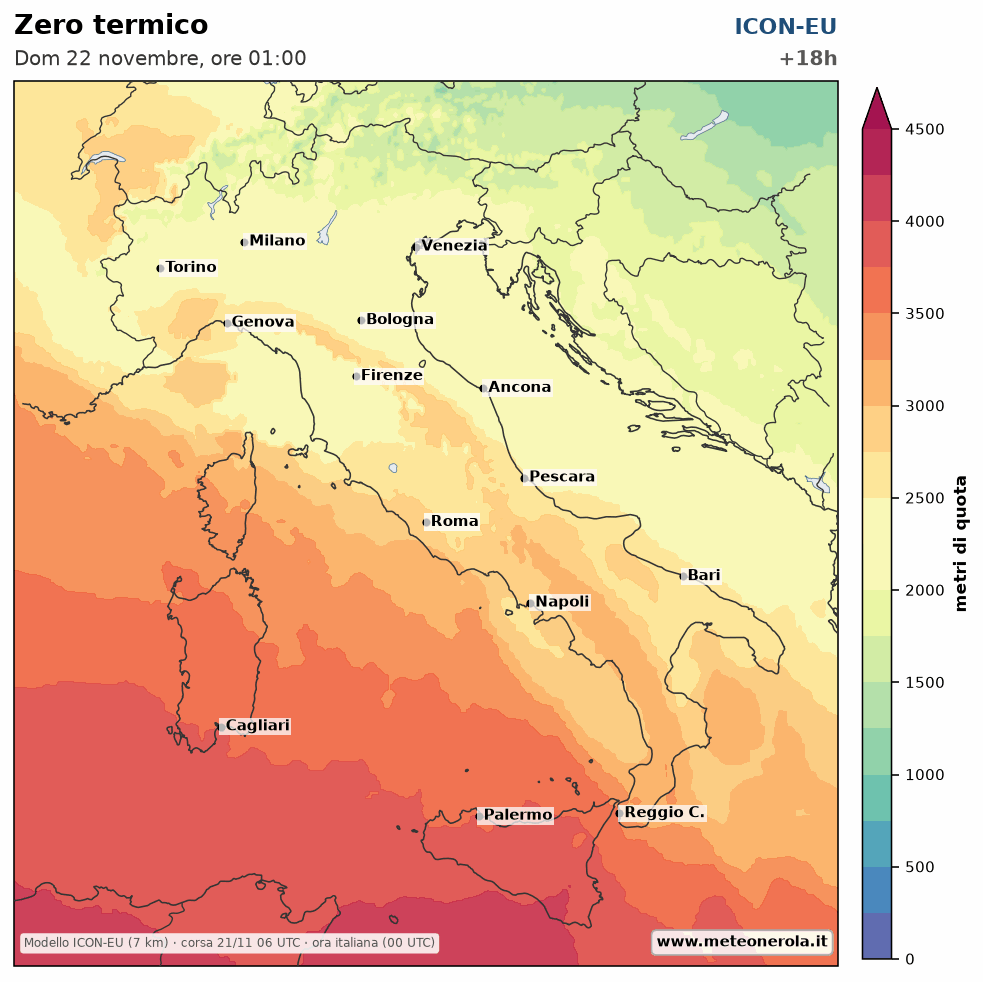 Zero termico
ICON-EU
Dom 22 novembre, ore 01:00
+18h
4500
4000
3500
3000
2500
2000
1500
1000
500
0
metri di quota
Milano
Venezia
Torino
Genova
Bologna
Firenze
Ancona
Pescara
Roma
Bari
Napoli
Cagliari
Palermo
Reggio C.
Modello ICON-EU (7 km) · corsa 21/11 06 UTC · ora italiana (00 UTC)
www.meteonerola.it